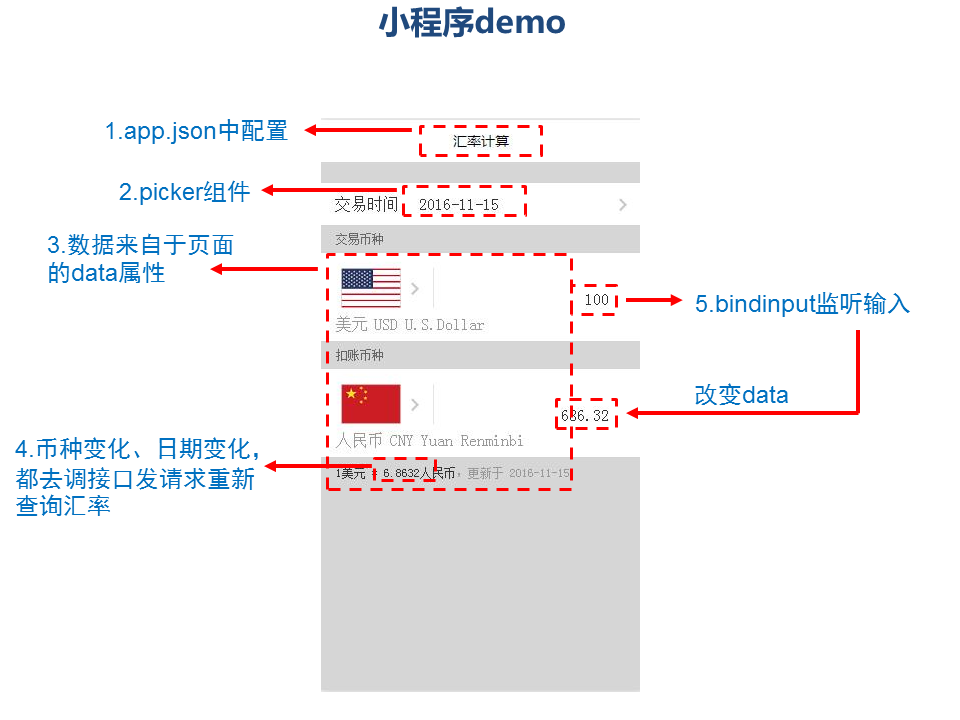 小程序demo
1.app.json中配置
汇率计算
2.picker组件
交易时间 2016-11-15
3.数据来自于页面
的data属性
交易币种
100
5.bindinput监听输入
美元 USD U.S.Dollar
扣账币种
改变data
686.32
人民币 CNY Yuan Renminbi
4.币种变化、日期变化，
都去调接口发请求重新
查询汇率
1美元 = 6.8632人民币，更新于 2016-11-15